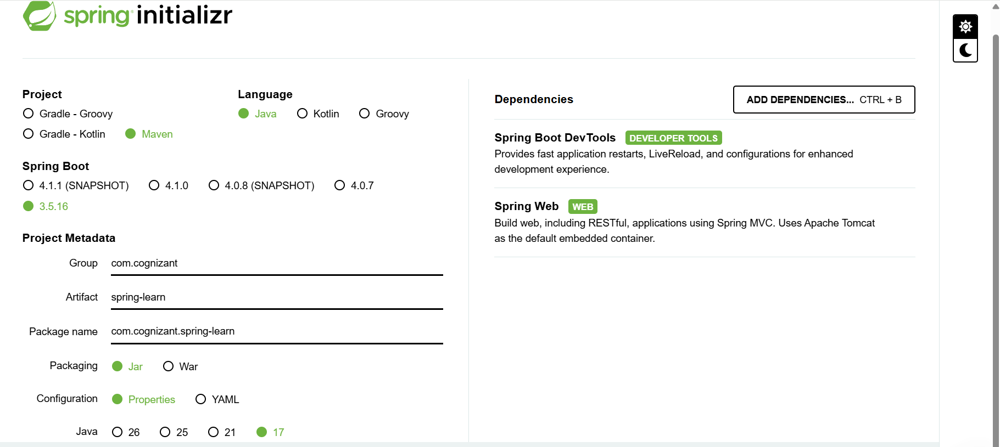 spring initializr
Project
Gradle - Groovy
Gradle - Kotlin Maven
Language
Java Kotlin Groovy
Spring Boot
4.1.1 (SNAPSHOT) 4.1.0 4.0.8 (SNAPSHOT) 4.0.7
3.5.16
Project Metadata
Group com.cognizant
Artifact spring-learn
Package name com.cognizant.spring-learn
Packaging Jar War
Configuration Properties YAML
Java 26 25 21 17
Dependencies ADD DEPENDENCIES... CTRL + B
Spring Boot DevTools DEVELOPER TOOLS
Provides fast application restarts, LiveReload, and configurations for enhanced
development experience.
Spring Web WEB
Build web, including RESTful, applications using Spring MVC. Uses Apache Tomcat
as the default embedded container.